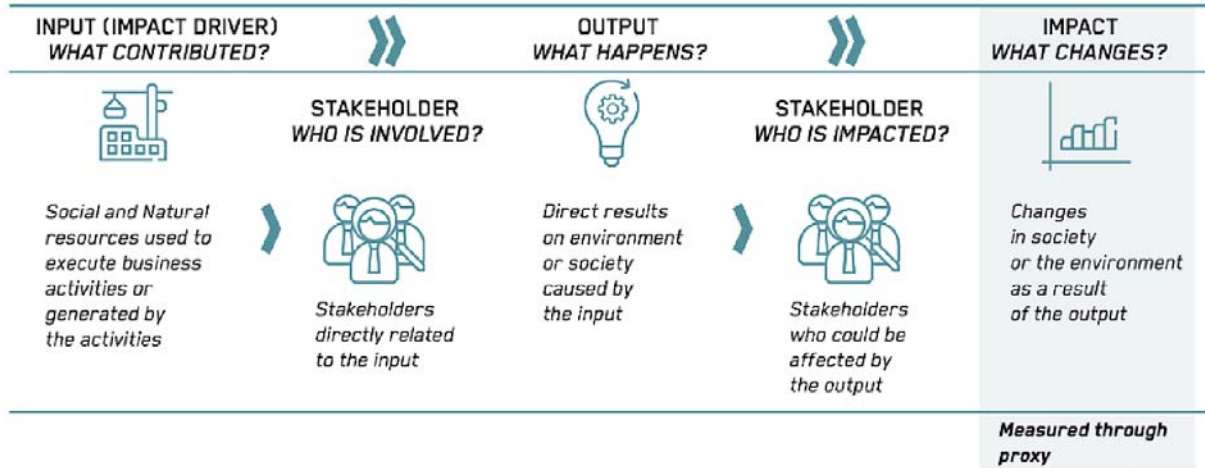 INPUT (IMPACT DRIVER)
WHAT CONTRIBUTED?
OUTPUT
WHAT HAPPENS?
IMPACT
WHAT CHANGES?
STAKEHOLDER
WHO IS INVOLVED?
STAKEHOLDER
WHO IS IMPACTED?
Social and Natural
resources used to
execute business
activities or
generated by
the activities
Stakeholders
directly related
to the input
Direct results
on environment
or society
caused by
the input
Stakeholders
who could be
affected by
the output
Changes
in society
or the environment
as a result
of the output
Measured through
proxy